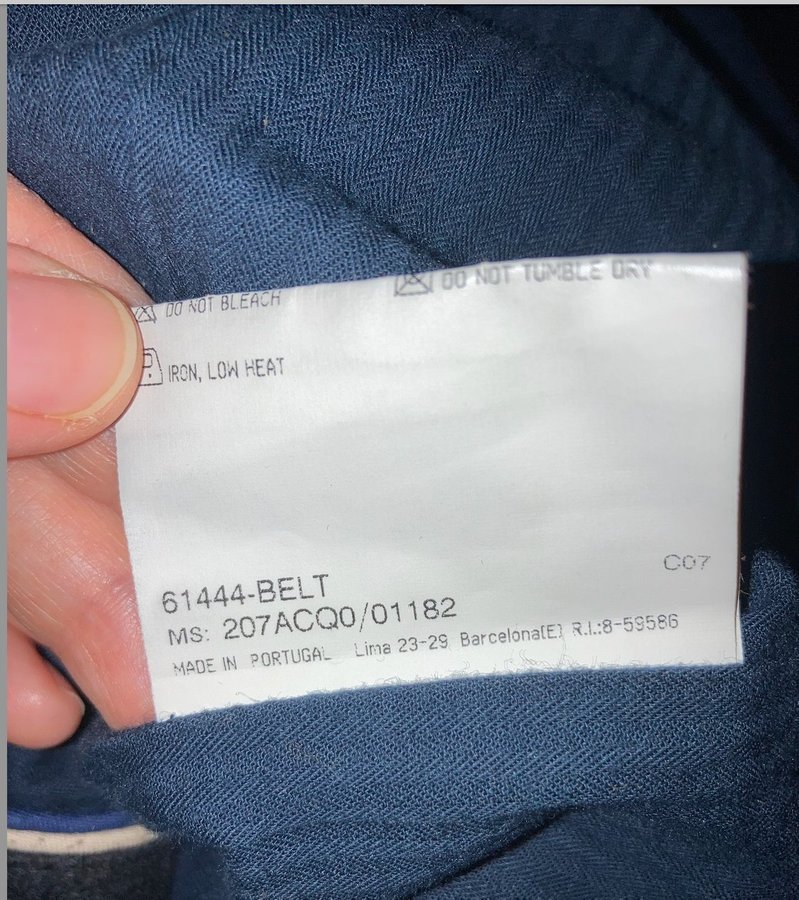 DO NOT TUMBLE DRY
DO NOT BLEACH
IRON, LOW HEAT
C07
61444-BELT
MS: 207ACQ0/01182
MADE IN PORTUGAL Lima 23-29 Barcelona(E) R.I.:8-59586